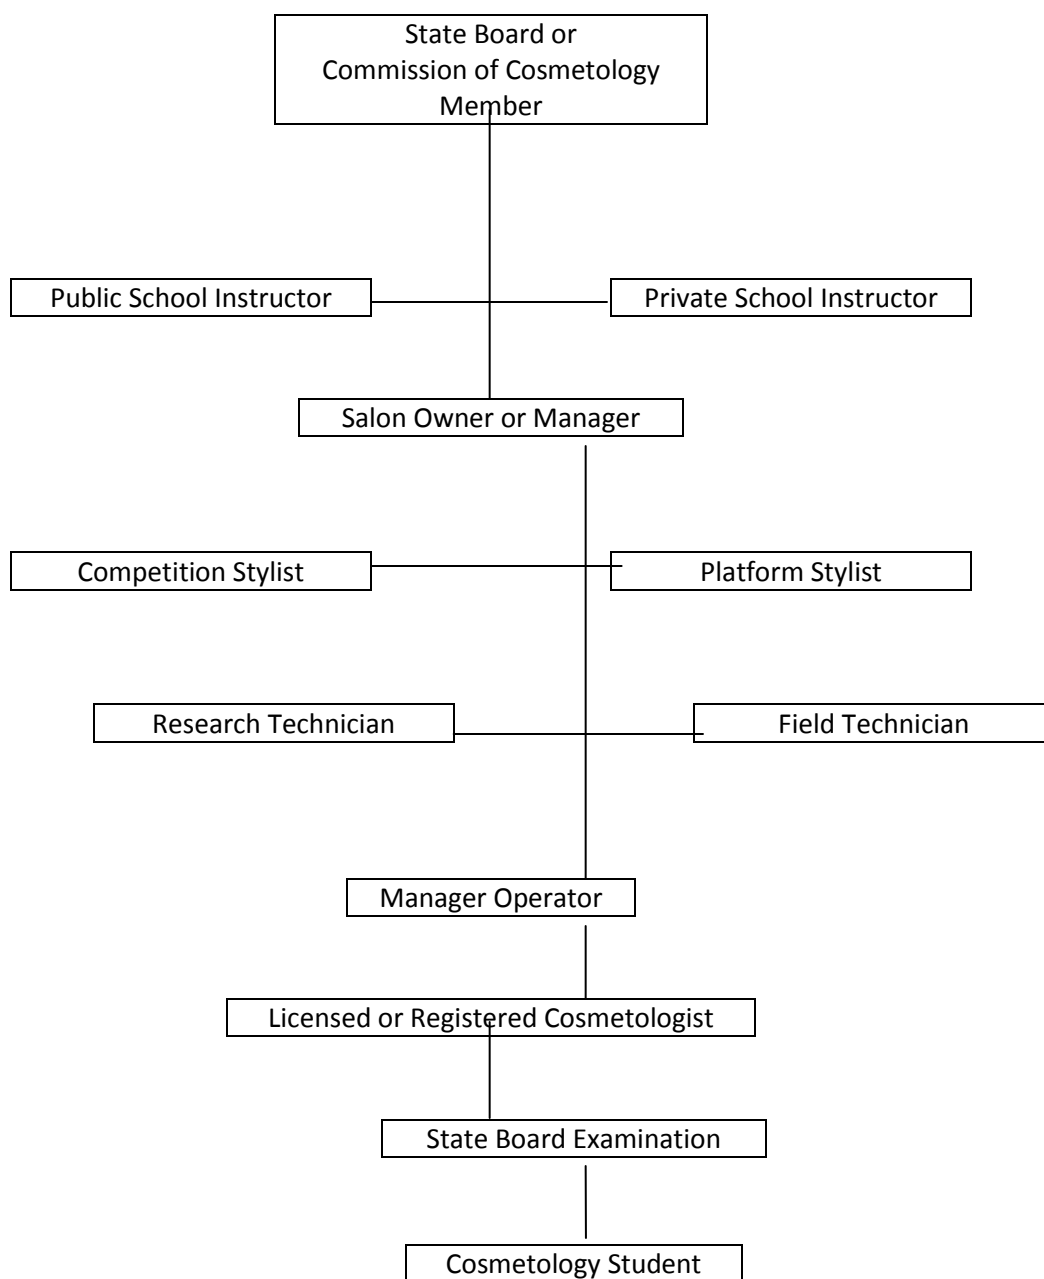 State Board or
Commission of Cosmetology
Member
Public School Instructor
Private School Instructor
Salon Owner or Manager
Competition Stylist
Platform Stylist
Research Technician
Field Technician
Manager Operator
Licensed or Registered Cosmetologist
State Board Examination
Cosmetology Student